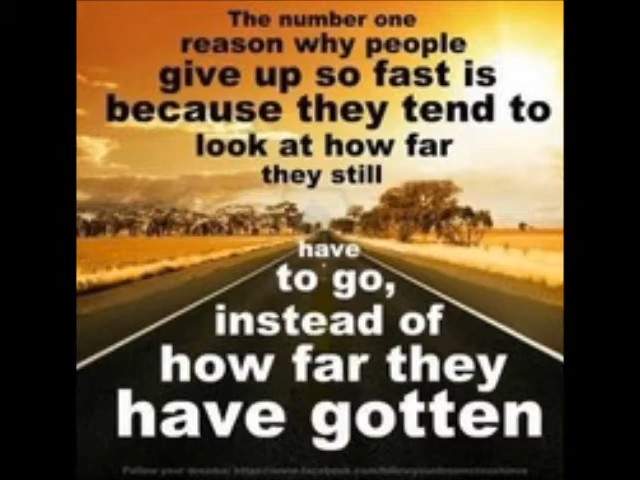 The number one
reason why people
give up so fast is
because they tend to
look at how far
they still
have
to go,
instead of
how far they
have gotten